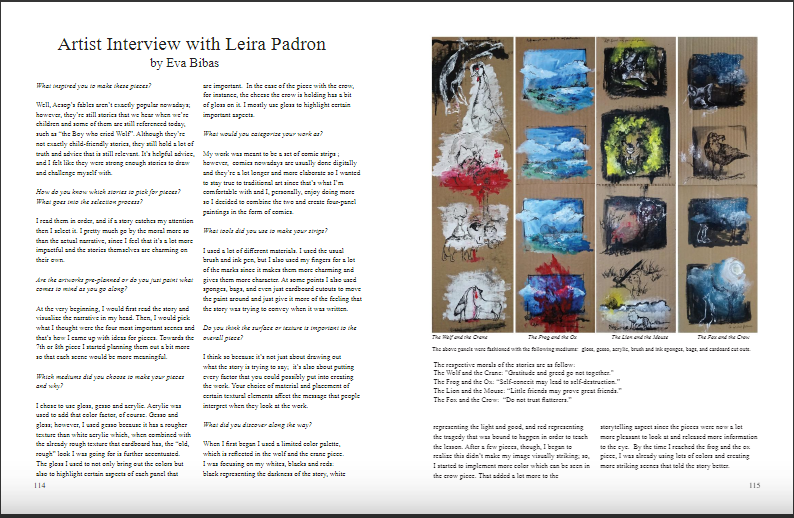 Artist Interview with Leira Padron
by Eva Bibas
What inspired you to make these pieces?
Well, Aesop's fables aren't exactly popular nowadays;
however, they're still stories that we hear when we're
children and some of them are still referenced today,
such as "the Boy who cried Wolf". Although they're
not exactly child-friendly stories, they still hold a lot of
truth and advice that is still relevant. It's helpful advice,
and I felt like they were strong enough stories to draw
and challenge myself with.
How do you know which stories to pick for pieces?
What goes into the selection process?
I read them in order, and if a story catches my attention
then I select it. I pretty much go by the moral more so
than the actual narrative, since I feel that it's a lot more
impactful and the stories themselves are charming on
their own.
Are the artworks pre-planned or do you just paint what
comes to mind as you go along?
At the very beginning, I would first read the story and
visualize the narrative in my head. Then, I would pick
what I thought were the four most important scenes and
that's how I came up with ideas for pieces. Towards the
7th or 8th piece I started planning them out a bit more
so that each scene would be more meaningful.
Which mediums did you choose to make your pieces
and why?
I chose to use gloss, gesso and acrylic. Acrylic was
used to add that color factor, of course. Gesso and
gloss; however, I used gesso because it has a rougher
texture than white acrylic which, when combined with
the already rough texture that cardboard has, the "old,
rough" look I was going for is further accentuated.
The gloss I used to not only bring out the colors but
also to highlight certain aspects of each panel that
114
are important. In the case of the piece with the crow,
for instance, the cheese the crow is holding has a bit
of gloss on it. I mostly use gloss to highlight certain
important aspects.
What would you categorize your work as?
My work was meant to be a set of comic strips ;
however, comics nowadays are usually done digitally
and they're a lot longer and more elaborate so I wanted
to stay true to traditional art since that's what I'm
comfortable with and I, personally, enjoy doing more
so I decided to combine the two and create four-panel
paintings in the form of comics.
What tools did you use to make your strips?
I used a lot of different materials. I used the usual
brush and ink pen, but I also used my fingers for a lot
of the marks since it makes them more charming and
gives them more character. At some points I also used
sponges, bags, and even just cardboard cutouts to move
the paint around and just give it more of the feeling that
the story was trying to convey when it was written.
Do you think the surface or texture is important to the
overall piece?
I think so because it's not just about drawing out
what the story is trying to say; it's also about putting
every factor that you could possibly put into creating
the work. Your choice of material and placement of
certain textural elements affect the message that people
interpret when they look at the work.
What did you discover along the way?
When I first began I used a limited color palette,
which is reflected in the wolf and the crane piece.
I was focusing on my whites, blacks and reds:
black representing the darkness of the story, white
The Wolf and the Crane
The Frog and the Ox
The Lion and the Mouse
The Fox and the Crow
The above panels were fashioned with the following mediums: gloss, gesso, acrylic, brush and ink sponges, bags, and cardboard cut outs.
The respective morals of the stories are as follow:
The Wolf and the Crane: "Gratitude and greed go not together."
The Frog and the Ox: "Self-conceit may lead to self-destruction."
The Lion and the Mouse: "Little friends may prove great friends."
The Fox and the Crow: "Do not trust flatterers."
representing the light and good, and red representing
the tragedy that was bound to happen in order to teach
the lesson. After a few pieces, though, I began to
realize this didn't make my image visually striking; so,
I started to implement more color which can be seen in
the crow piece. That added a lot more to the
storytelling aspect since the pieces were now a lot
more pleasant to look at and released more information
to the eye. By the time I reached the frog and the ox
piece, I was already using lots of colors and creating
more striking scenes that told the story better.
115